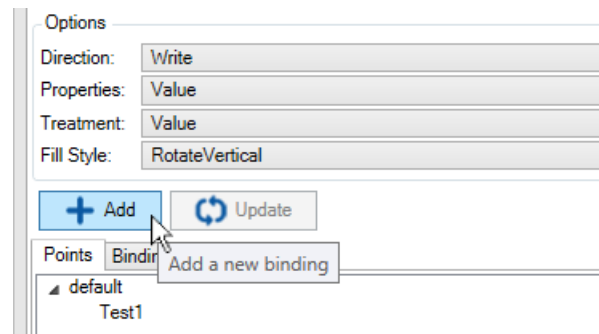 Options
Direction: Write
Properties: Value
Treatment: Value
Fill Style: RotateVertical
Add Update
Points
Add a new binding
default
Test1